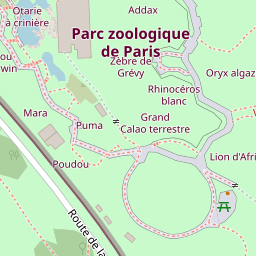 Addax
Otarie
à crinière
Parc zoologique
de Paris
Zèbre de
Grévy
Oryx algaz
Rhinocéros
blanc
Mara
Puma
Grand
Calao terrestre
Poudou
Lion d'Afri
Route de la